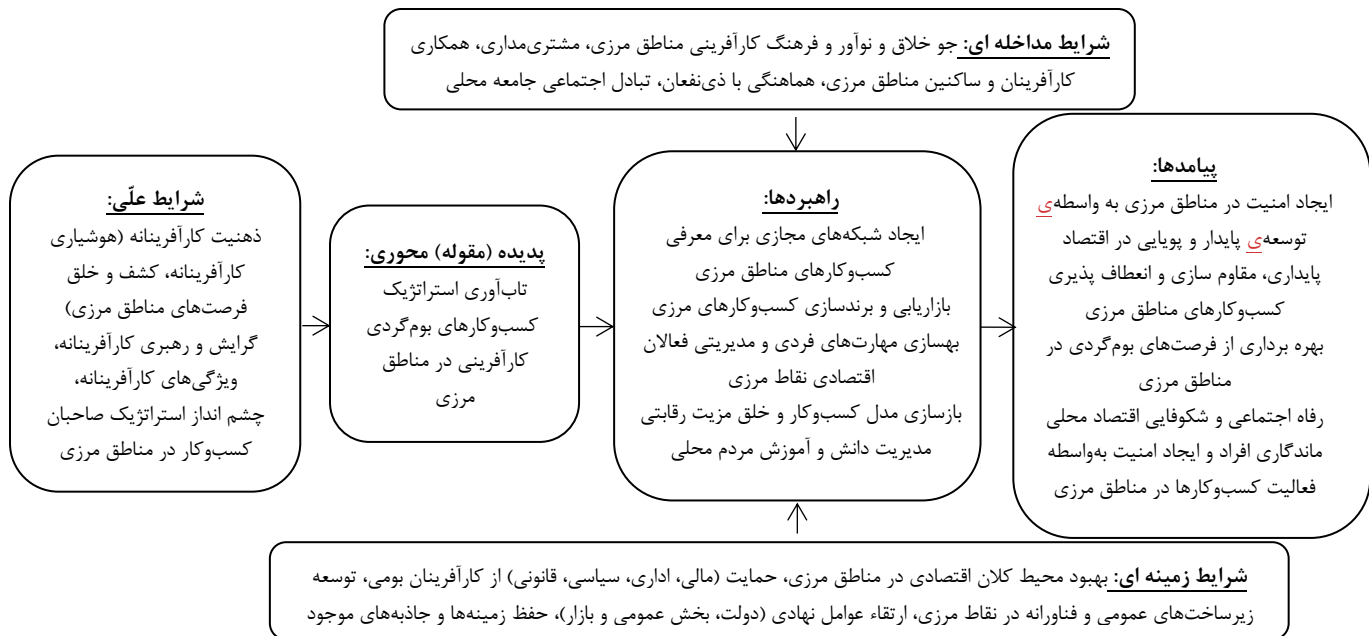 شرایط مداخله ای: جو خلاق و نوآور و فرهنگ کارآفرینی مناطق مرزی، مشتری‌مداری، همکاری
کارآفرینان و ساکنین مناطق مرزی، هماهنگی با ذی‌نفعان، تبادل اجتماعی جامعه محلی
شرایط علّی:
ذهنیت کارآفرینانه (هوشیاری
کارآفرینانه، کشف و خلق
فرصت‌های مناطق مرزی)
گرایش و رهبری کارآفرینانه،
ویژگی‌های کارآفرینانه،
چشم انداز استراتژیک صاحبان
کسب‌وکار در مناطق مرزی
پدیده (مقوله) محوری:
تاب‌آوری استراتژیک
کسب‌وکارهای بوم‌گردی
کارآفرینی در مناطق
مرزی
راهبردها:
ایجاد شبکه‌های مجازی برای معرفی
کسب‌وکارهای مناطق مرزی
بازاریابی و برندسازی کسب‌وکارهای مرزی
بهسازی مهارت‌های فردی و مدیریتی فعالان
اقتصادی نقاط مرزی
بازسازی مدل کسب‌وکار و خلق مزیت رقابتی
مدیریت دانش و آموزش مردم محلی
پیامدها:
ایجاد امنیت در مناطق مرزی به واسطه‌ی
توسعه‌ی پایدار و پویایی در اقتصاد
پایداری، مقاوم سازی و انعطاف پذیری
کسب‌وکارهای مناطق مرزی
بهره برداری از فرصت‌های بوم‌گردی در
مناطق مرزی
رفاه اجتماعی و شکوفایی اقتصاد محلی
ماندگاری افراد و ایجاد امنیت به‌واسطه
فعالیت کسب‌وکارها در مناطق مرزی
شرایط زمینه ای: بهبود محیط کلان اقتصادی در مناطق مرزی، حمایت (مالی، اداری، سیاسی، قانونی) از کارآفرینان بومی، توسعه
زیرساخت‌های عمومی و فناورانه در نقاط مرزی، ارتقاء عوامل نهادی (دولت، بخش عمومی و بازار)، حفظ زمینه‌ها و جاذبه‌های موجود